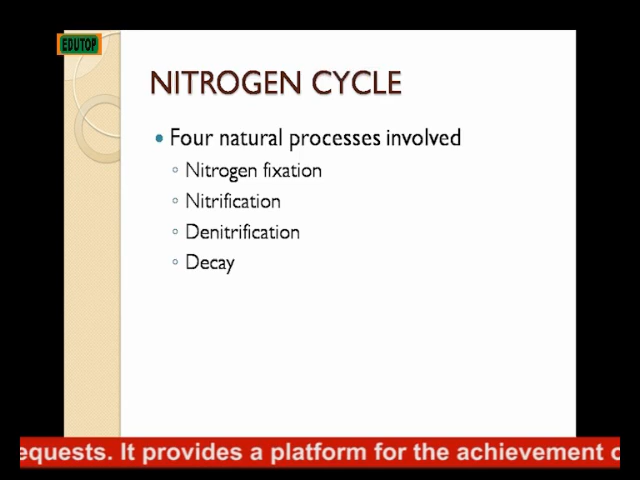 EDUTOP
NITROGEN CYCLE
• Four natural processes involved
◦ Nitrogen fixation
◦ Nitrification
◦ Denitrification
◦ Decay
equests. It provides a platform for the achievement o